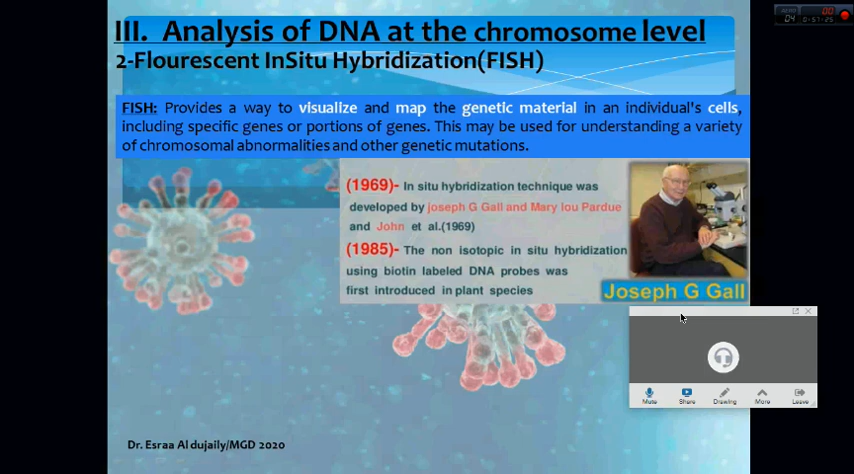 III. Analysis of DNA at the chromosome level
2-Flourescent InSitu Hybridization(FISH)
FISH: Provides a way to visualize and map the genetic material in an individual's cells,
including specific genes or portions of genes. This may be used for understanding a variety
of chromosomal abnormalities and other genetic mutations.
(1969)- In situ hybridization technique was
developed by Joseph G Gall and Mary lou Pardue
and John et al.(1969)
(1985)- The non isotopic in situ hybridization
using biotin labeled DNA probes was
first introduced in plant species
Joseph G Gall
Mute Share Drawing More Leave
Dr. Esraa Al dujaily/MGD 2020